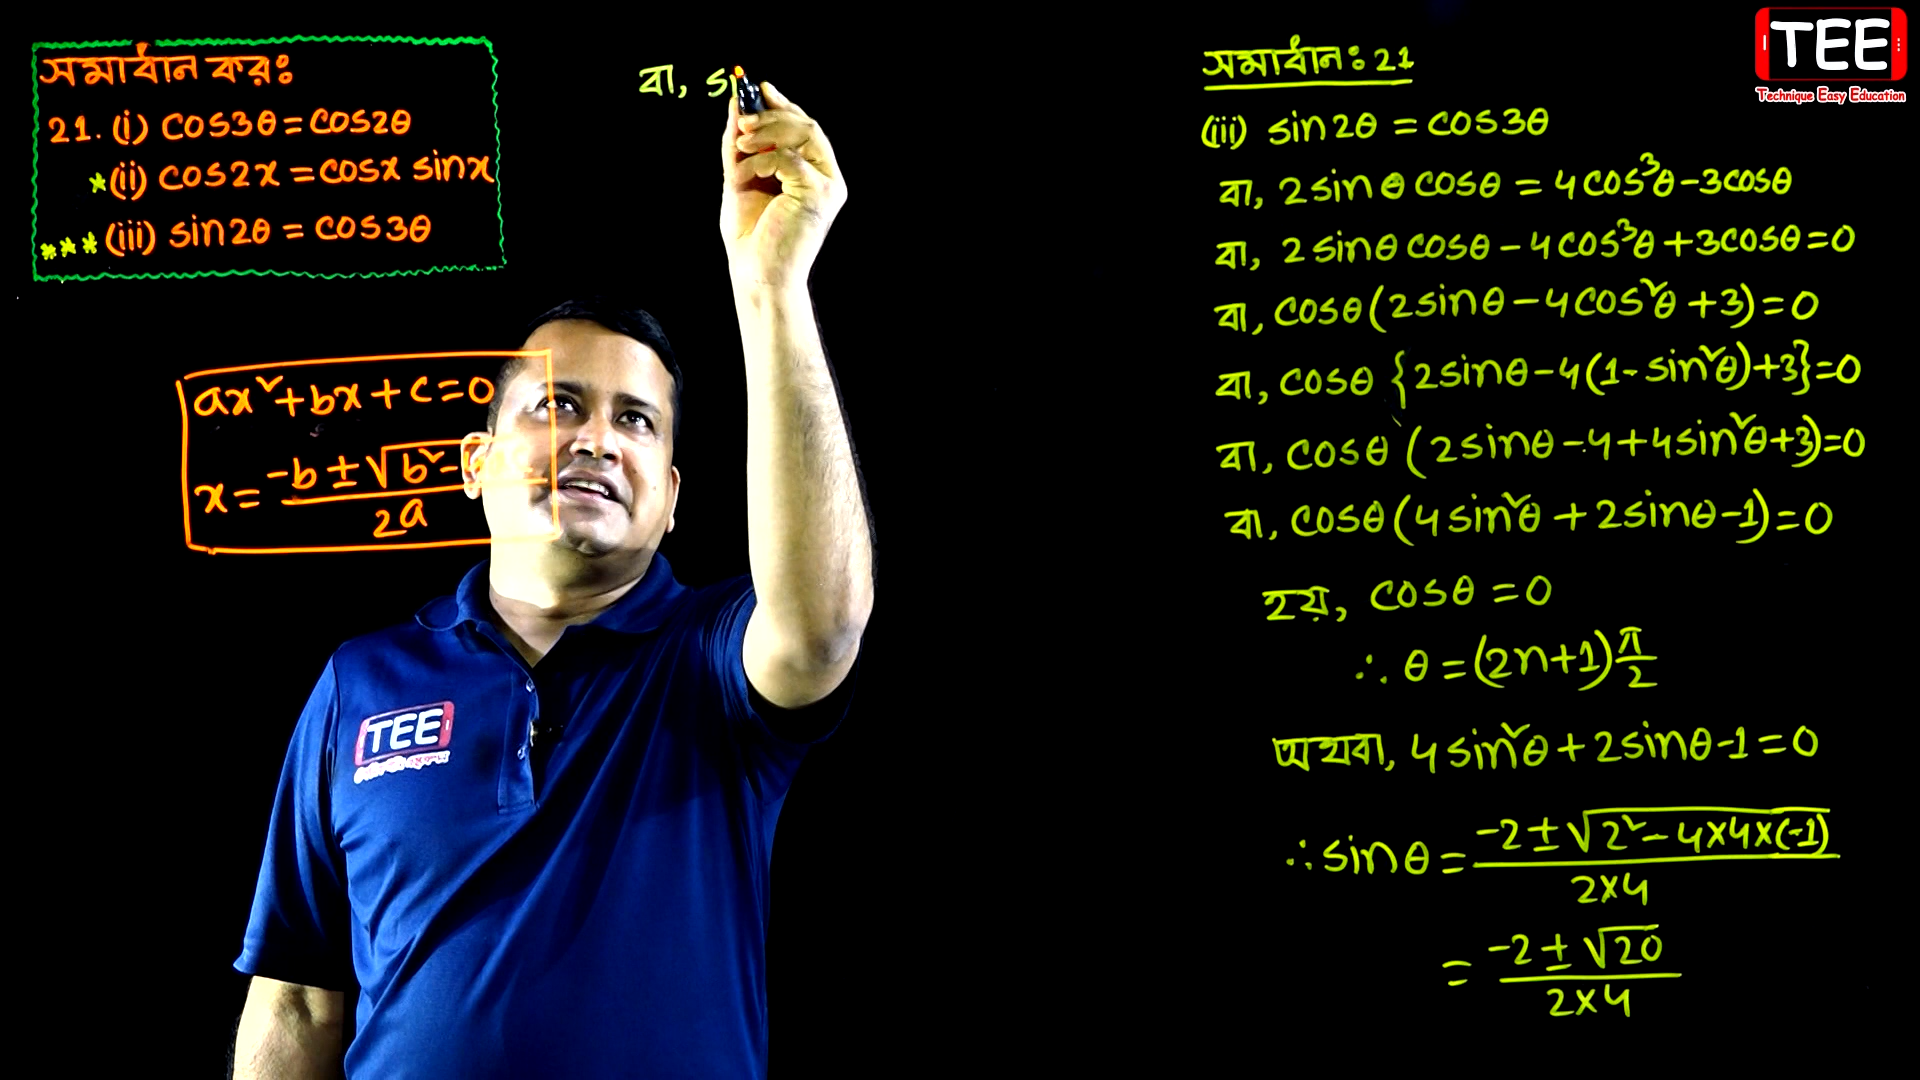 সমাধান করঃ
21. (i) cos3θ = cos2θ
*(ii) cos2x = cosx sinx
***(iii) sin2θ = cos3θ
ax²+bx+c=0
x = (-b ± √(b²-
2a
বা, s
TEE
Technique Easy Education
সমাধান: 21
(iii) sin2θ = cos3θ
বা, 2sinθ cosθ = 4cos³θ-3cosθ
বা, 2sinθ cosθ - 4cos³θ+3cosθ=0
বা, cosθ(2sinθ-4cos²θ+3)=0
বা, cosθ {2sinθ-4(1-sin²θ)+3}=0
বা, cosθ (2sinθ-4+4sin²θ+3)=0
বা, cosθ(4sin²θ+2sinθ-1)=0
হয়, cosθ=0
∴ θ=(2n+1)π/2
অথবা, 4sin²θ+2sinθ-1=0
∴ sinθ = (-2±√(2²-4×4×(-1)))/(2×4)
= (-2±√20)/(2×4)
TEE